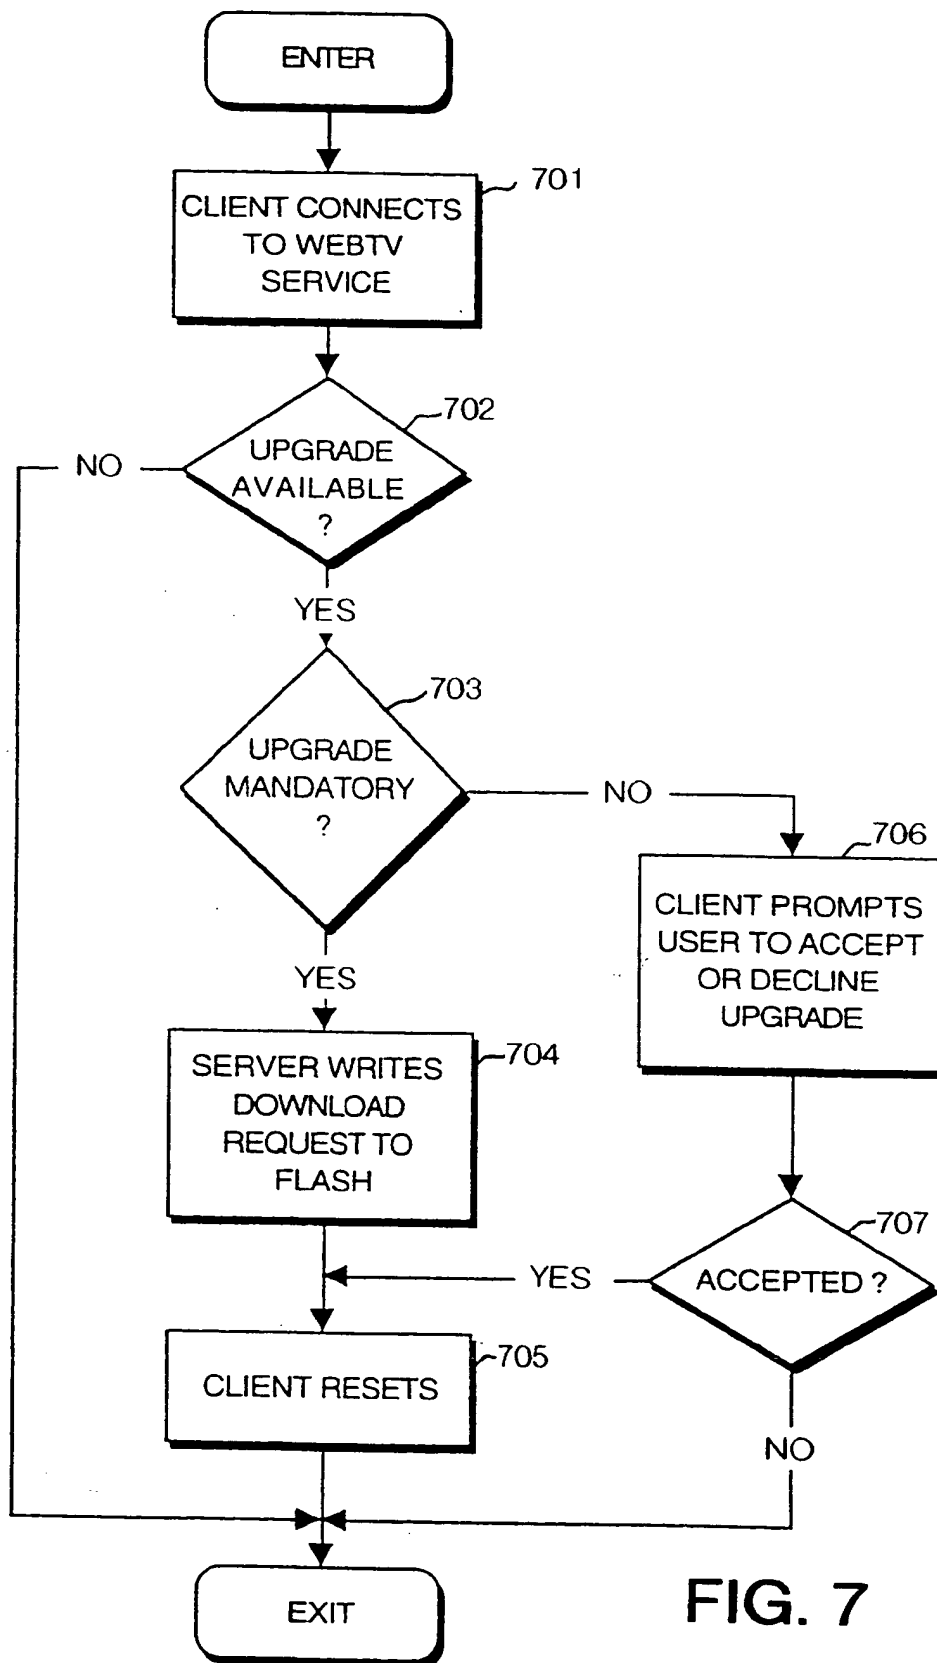 ENTER
701
CLIENT CONNECTS
TO WEBTV
SERVICE
702
UPGRADE
AVAILABLE
?
NO
YES
703
UPGRADE
MANDATORY
?
NO
706
CLIENT PROMPTS
USER TO ACCEPT
OR DECLINE
UPGRADE
YES
704
SERVER WRITES
DOWNLOAD
REQUEST TO
FLASH
707
ACCEPTED ?
YES
705
CLIENT RESETS
NO
EXIT
FIG. 7